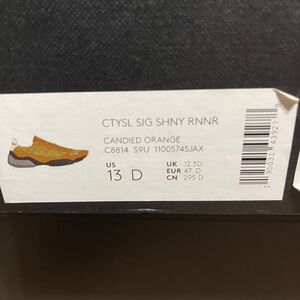 CTYSL SIG SHNY RNNR
CANDIED ORANGE
C8814 S9U 11005745JAX
US
13 D
UK 12.5D
EUR 47 D
CN 295 D